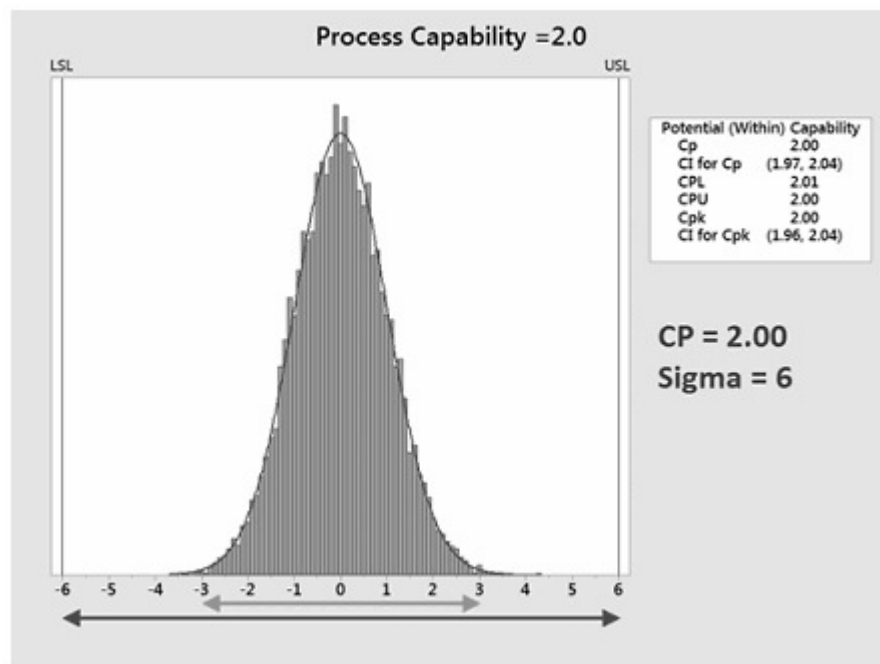 Process Capability =2.0
LSL USL
Potential (Within) Capability
Cp 2.00
CI for Cp (1.97, 2.04)
CPL 2.01
CPU 2.00
Cpk 2.00
CI for Cpk (1.96, 2.04)
CP = 2.00
Sigma = 6
-6 -5 -4 -3 -2 -1 0 1 2 3 4 5 6